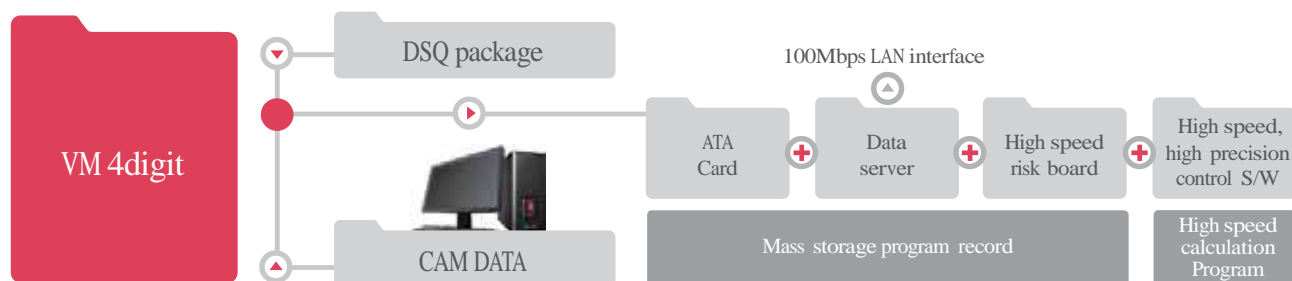 VM 4digit
DSQ package
CAM DATA
100Mbps LAN interface
ATA
Card
Data
server
High speed
risk board
High speed,
high precision
control S/W
Mass storage program record
High speed
calculation
Program